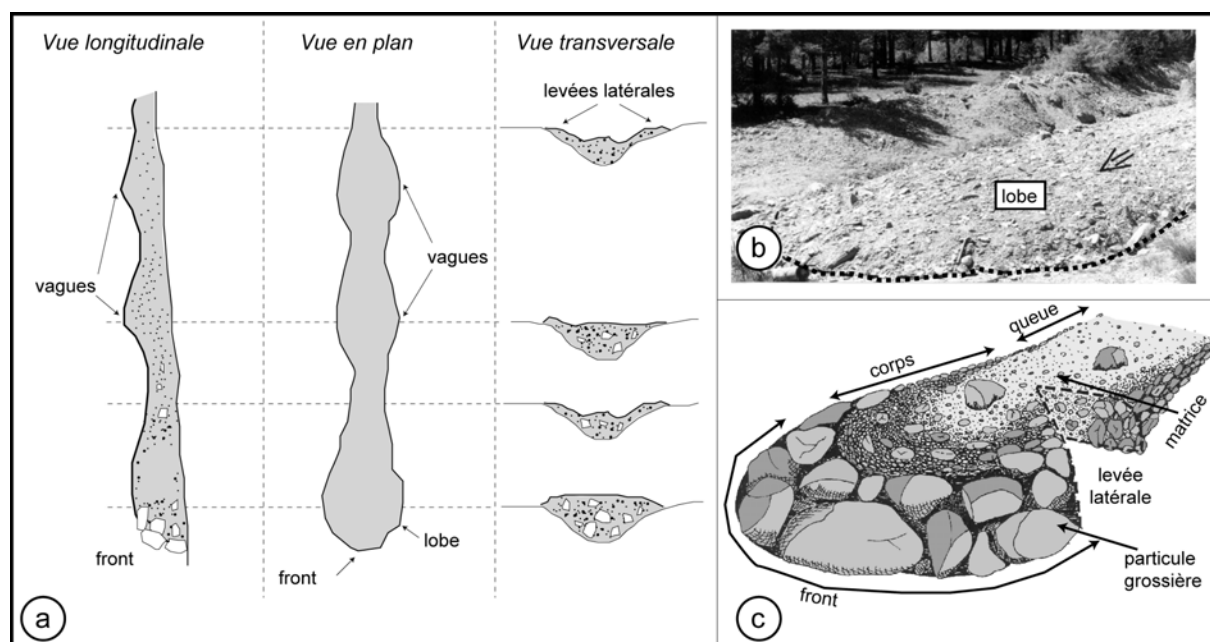 Vue longitudinale
Vue en plan
Vue transversale
levées latérales
vagues
vagues
lobe
front
front
a
lobe
b
queue
corps
matrice
levée
latérale
particule
grossière
front
c